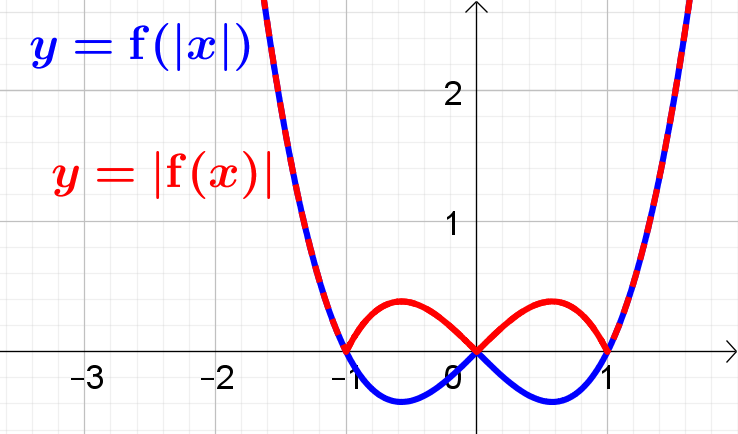 y = f(|x|)
2
y = |f(x)|
1
−3 −2 −1 0 1